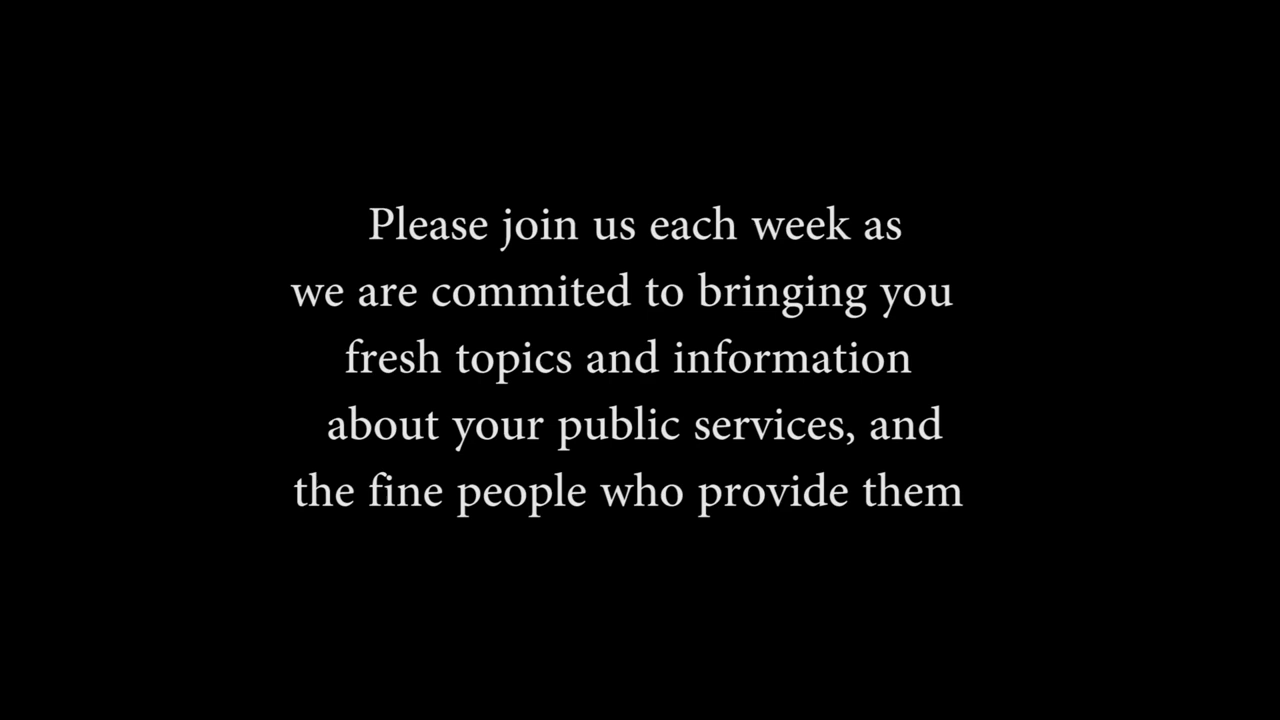 Please join us each week as
we are commited to bringing you
fresh topics and information
about your public services, and
the fine people who provide them